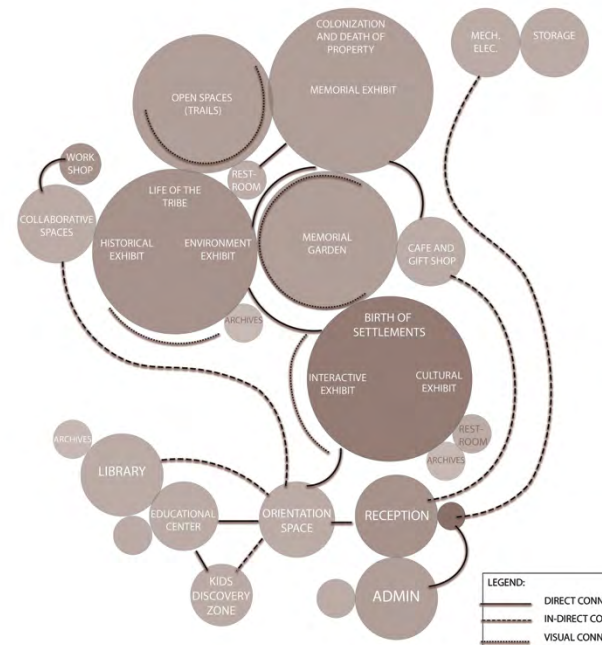 COLONIZATION
AND DEATH OF
PROPERTY
MEMORIAL EXHIBIT
MECH.
ELEC.
STORAGE
OPEN SPACES
(TRAILS)
WORK
SHOP
REST-
ROOM
LIFE OF THE
TRIBE
COLLABORATIVE
SPACES
HISTORICAL
EXHIBIT
ENVIRONMENT
EXHIBIT
MEMORIAL
GARDEN
CAFE AND
GIFT SHOP
ARCHIVES
BIRTH OF
SETTLEMENTS
INTERACTIVE
EXHIBIT
CULTURAL
EXHIBIT
REST-
ROOM
ARCHIVES
ARCHIVES
LIBRARY
EDUCATIONAL
CENTER
ORIENTATION
SPACE
RECEPTION
KIDS
DISCOVERY
ZONE
ADMIN
LEGEND:
DIRECT CONN
IN-DIRECT CO
VISUAL CONN